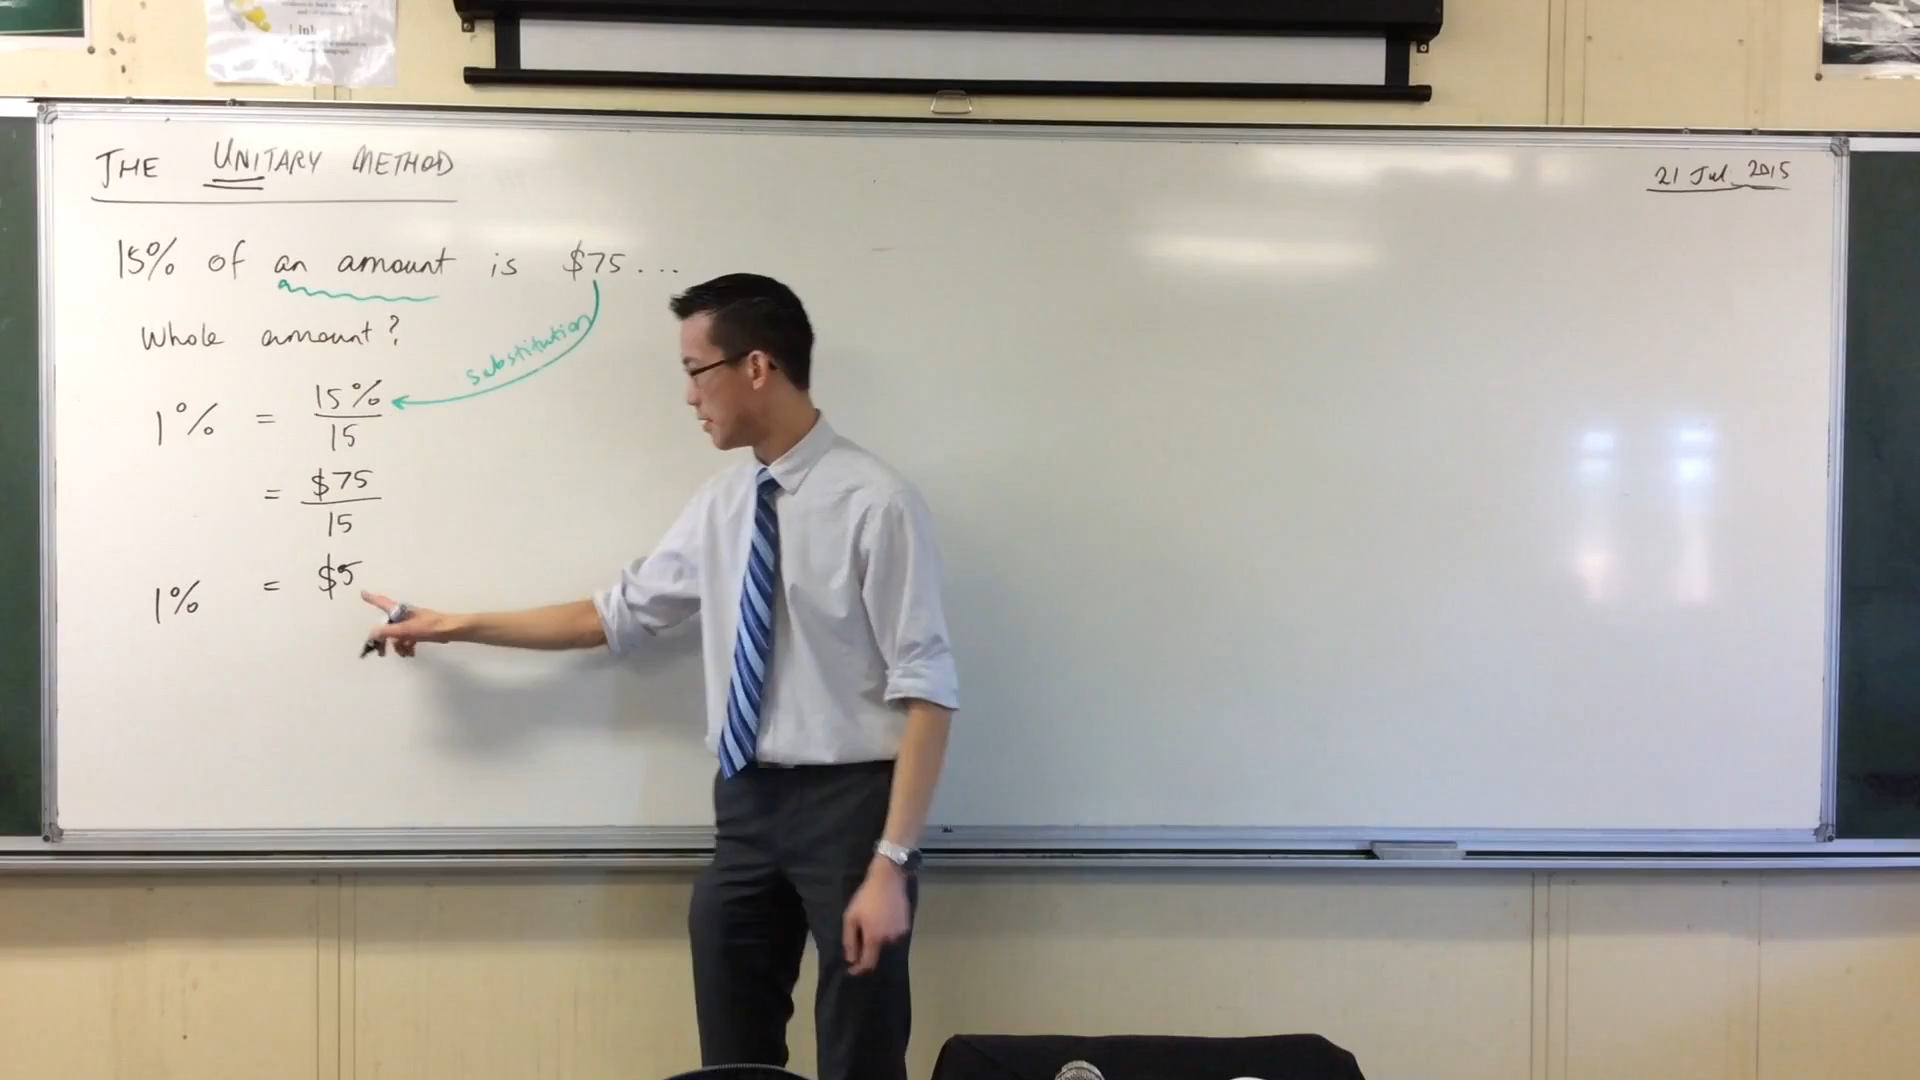 THE UNITARY METHOD
21 Jul 2015
15% of an amount is $75...
Whole amount?
substitution
1% = 15%
15
= $75
15
1% = $5